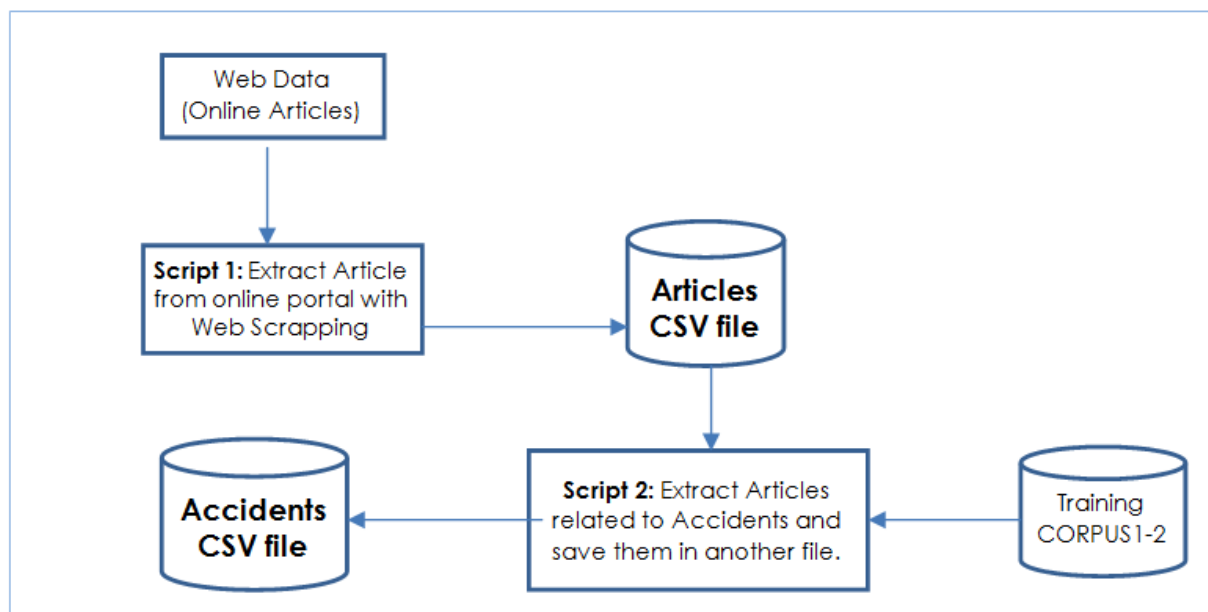 Web Data
(Online Articles)
Script 1: Extract Article
from online portal with
Web Scrapping
Articles
CSV file
Accidents
CSV file
Script 2: Extract Articles
related to Accidents and
save them in another file.
Training
CORPUS1-2